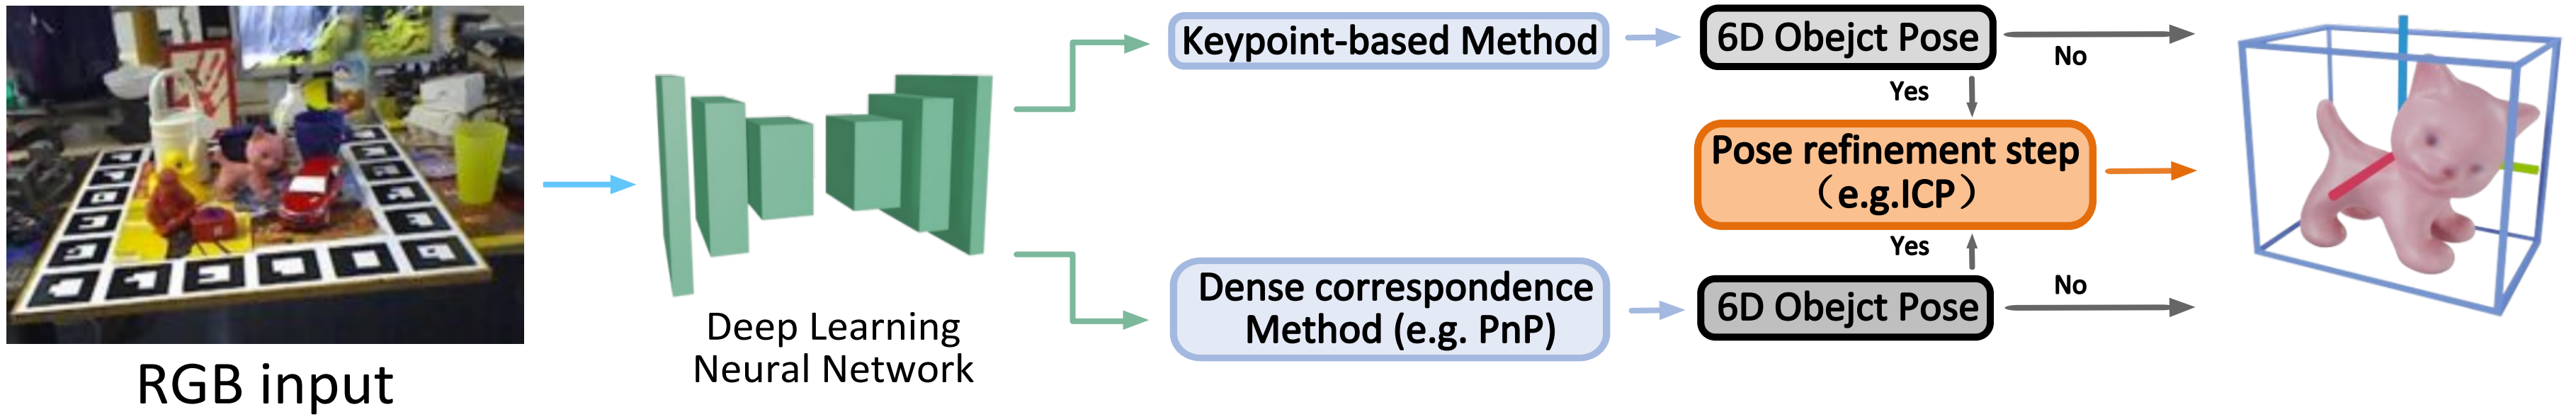 RGB input
Deep Learning
Neural Network
Keypoint-based Method
Dense correspondence
Method (e.g. PnP)
6D Obejct Pose
No
Yes
Pose refinement step
（e.g.ICP）
Yes
6D Obejct Pose
No